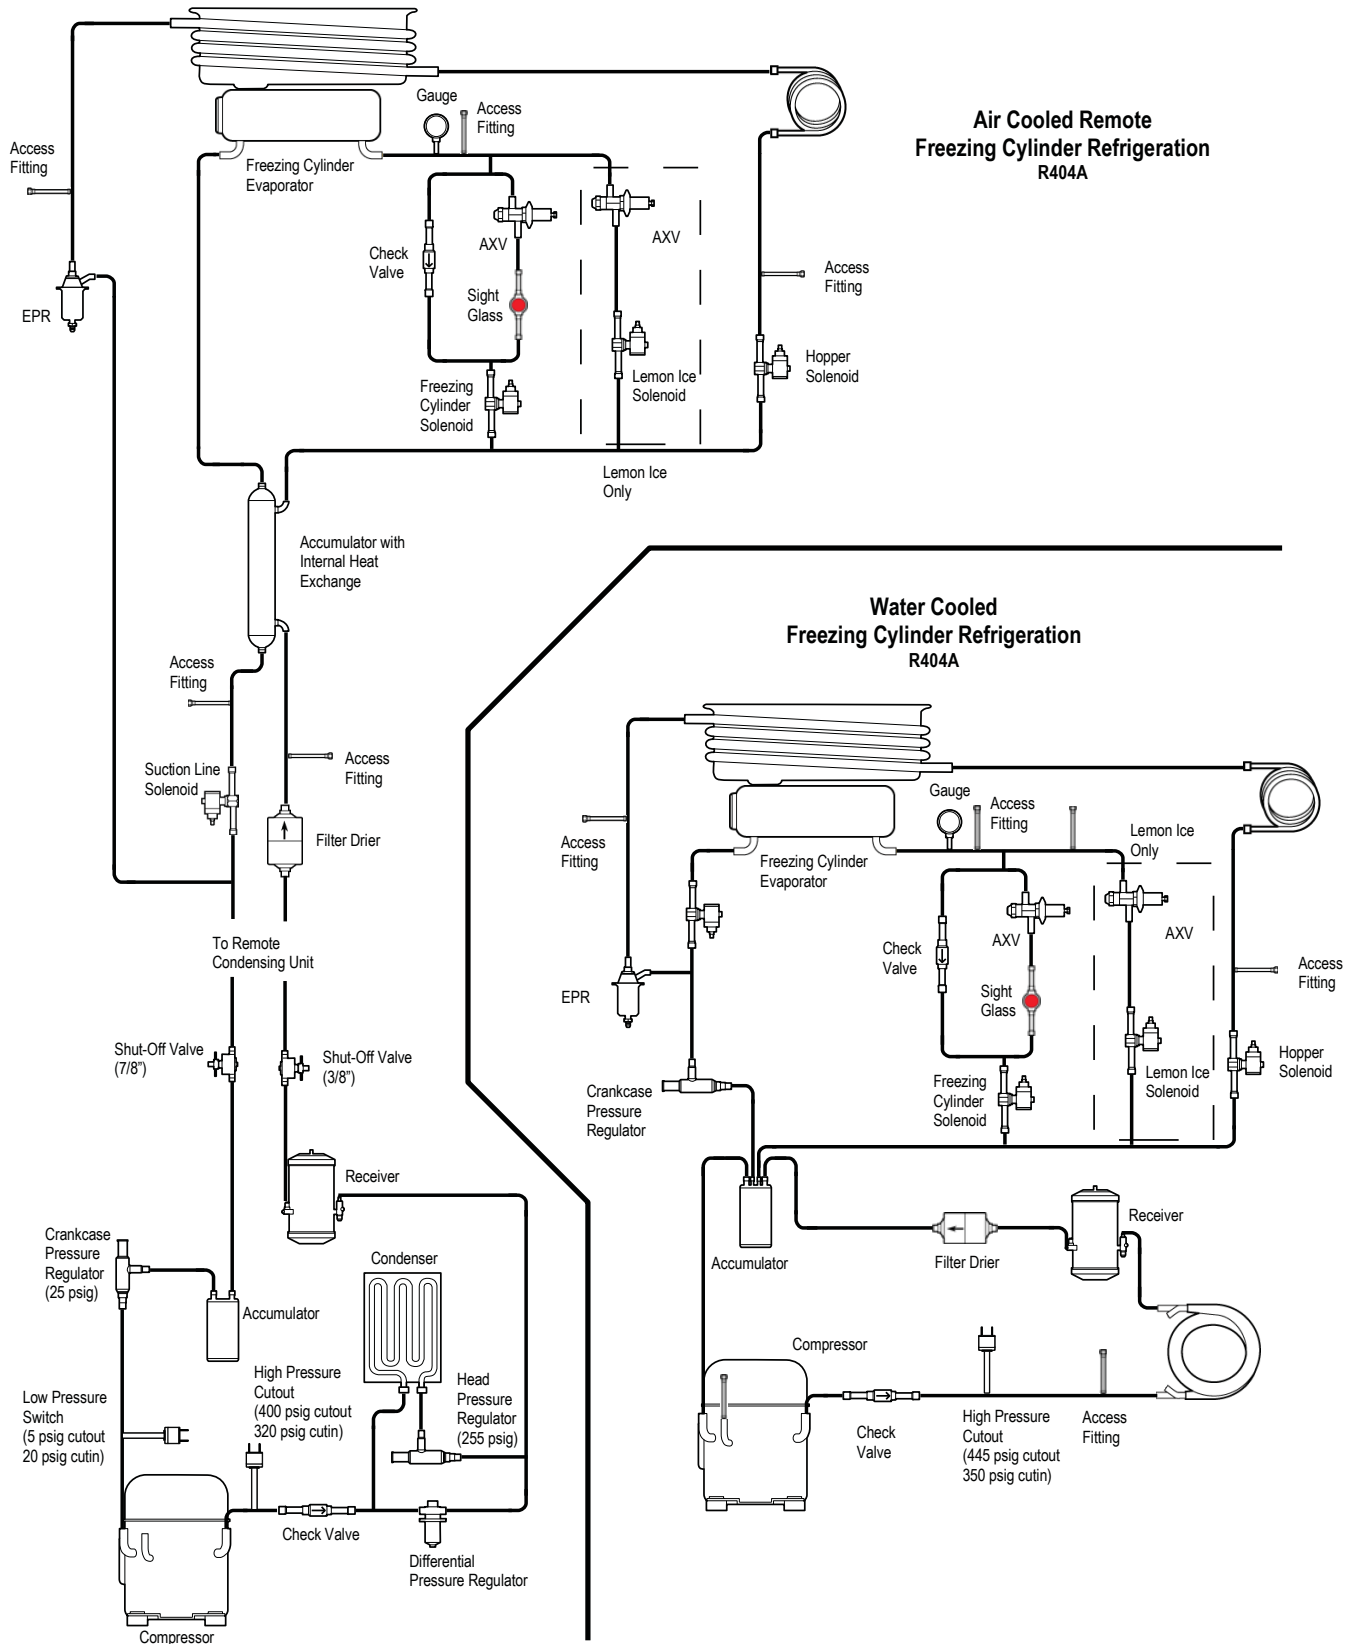 Air Cooled Remote
Freezing Cylinder Refrigeration
R404A
Gauge
Access
Fitting
Access
Fitting
Freezing Cylinder
Evaporator
Check
Valve
AXV
AXV
Sight
Glass
Access
Fitting
EPR
Freezing
Cylinder
Solenoid
Lemon Ice
Solenoid
Hopper
Solenoid
Lemon Ice
Only
Accumulator with
Internal Heat
Exchange
Access
Fitting
Suction Line
Solenoid
Access
Fitting
Filter Drier
To Remote
Condensing Unit
Shut-Off Valve
(7/8”)
Shut-Off Valve
(3/8”)
Receiver
Crankcase
Pressure
Regulator
(25 psig)
Accumulator
Condenser
Low Pressure
Switch
(5 psig cutout
20 psig cutin)
High Pressure
Cutout
(400 psig cutout
320 psig cutin)
Head
Pressure
Regulator
(255 psig)
Check Valve
Differential
Pressure Regulator
Compressor
Water Cooled
Freezing Cylinder Refrigeration
R404A
Gauge
Access
Fitting
Lemon Ice
Only
Access
Fitting
Freezing Cylinder
Evaporator
Check
Valve
AXV
AXV
Sight
Glass
Access
Fitting
EPR
Crankcase
Pressure
Regulator
Freezing
Cylinder
Solenoid
Lemon Ice
Solenoid
Hopper
Solenoid
Accumulator
Filter Drier
Receiver
Compressor
Check
Valve
High Pressure
Cutout
(445 psig cutout
350 psig cutin)
Access
Fitting